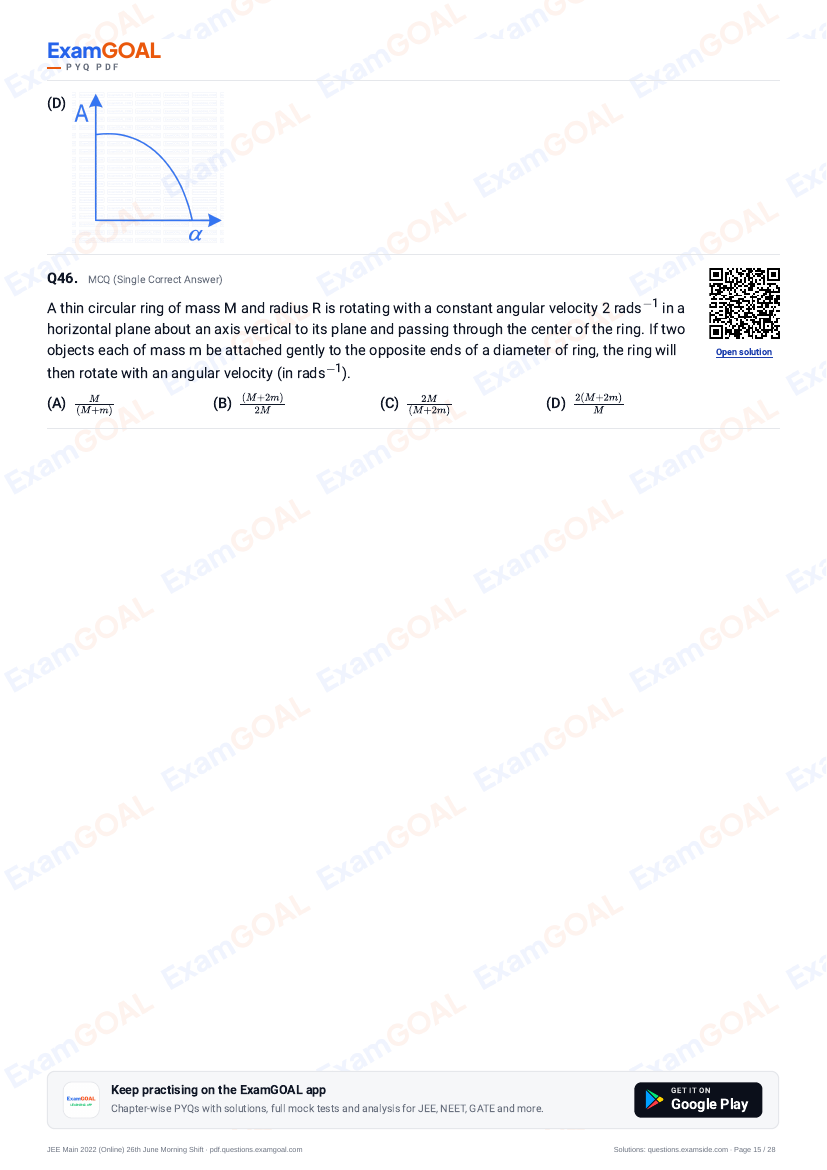 ExamGOAL
PYQ PDF
(D)
A
α
Q46. MCQ (Single Correct Answer)
A thin circular ring of mass M and radius R is rotating with a constant angular velocity 2 rads⁻¹ in a
horizontal plane about an axis vertical to its plane and passing through the center of the ring. If two
objects each of mass m be attached gently to the opposite ends of a diameter of ring, the ring will
then rotate with an angular velocity (in rads⁻¹).
(A) M/(M+m) (B) (M+2m)/2M (C) 2M/(M+2m) (D) 2(M+2m)/M
Open solution
Keep practising on the ExamGOAL app
Chapter-wise PYQs with solutions, full mock tests and analysis for JEE, NEET, GATE and more.
GET IT ON
Google Play
JEE Main 2022 (Online) 26th June Morning Shift · pdf.questions.examgoal.com
Solutions: questions.examside.com · Page 15 / 28